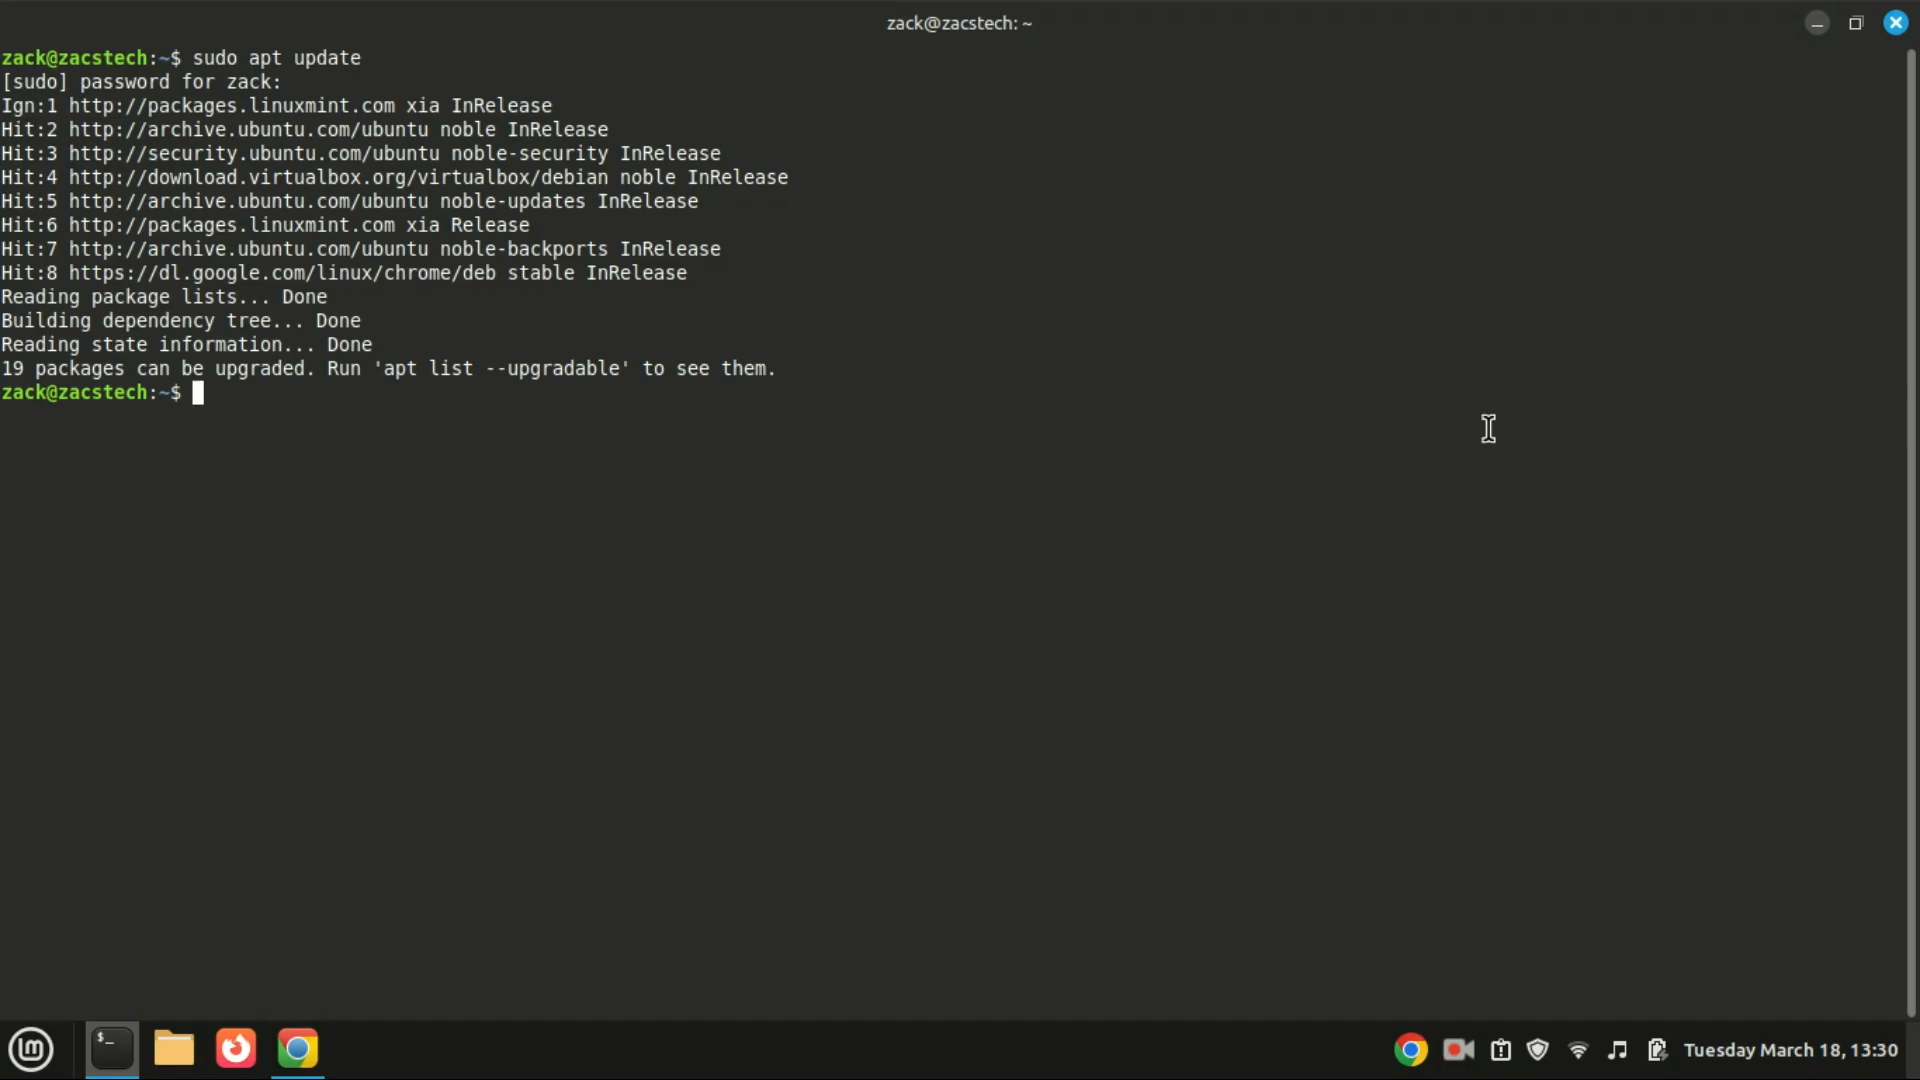 zack@zacstech: ~
zack@zacstech:~$ sudo apt update
[sudo] password for zack:
Ign:1 http://packages.linuxmint.com xia InRelease
Hit:2 http://archive.ubuntu.com/ubuntu noble InRelease
Hit:3 http://security.ubuntu.com/ubuntu noble-security InRelease
Hit:4 http://download.virtualbox.org/virtualbox/debian noble InRelease
Hit:5 http://archive.ubuntu.com/ubuntu noble-updates InRelease
Hit:6 http://packages.linuxmint.com xia Release
Hit:7 http://archive.ubuntu.com/ubuntu noble-backports InRelease
Hit:8 https://dl.google.com/linux/chrome/deb stable InRelease
Reading package lists... Done
Building dependency tree... Done
Reading state information... Done
19 packages can be upgraded. Run 'apt list --upgradable' to see them.
zack@zacstech:~$
$_
Tuesday March 18, 13:30